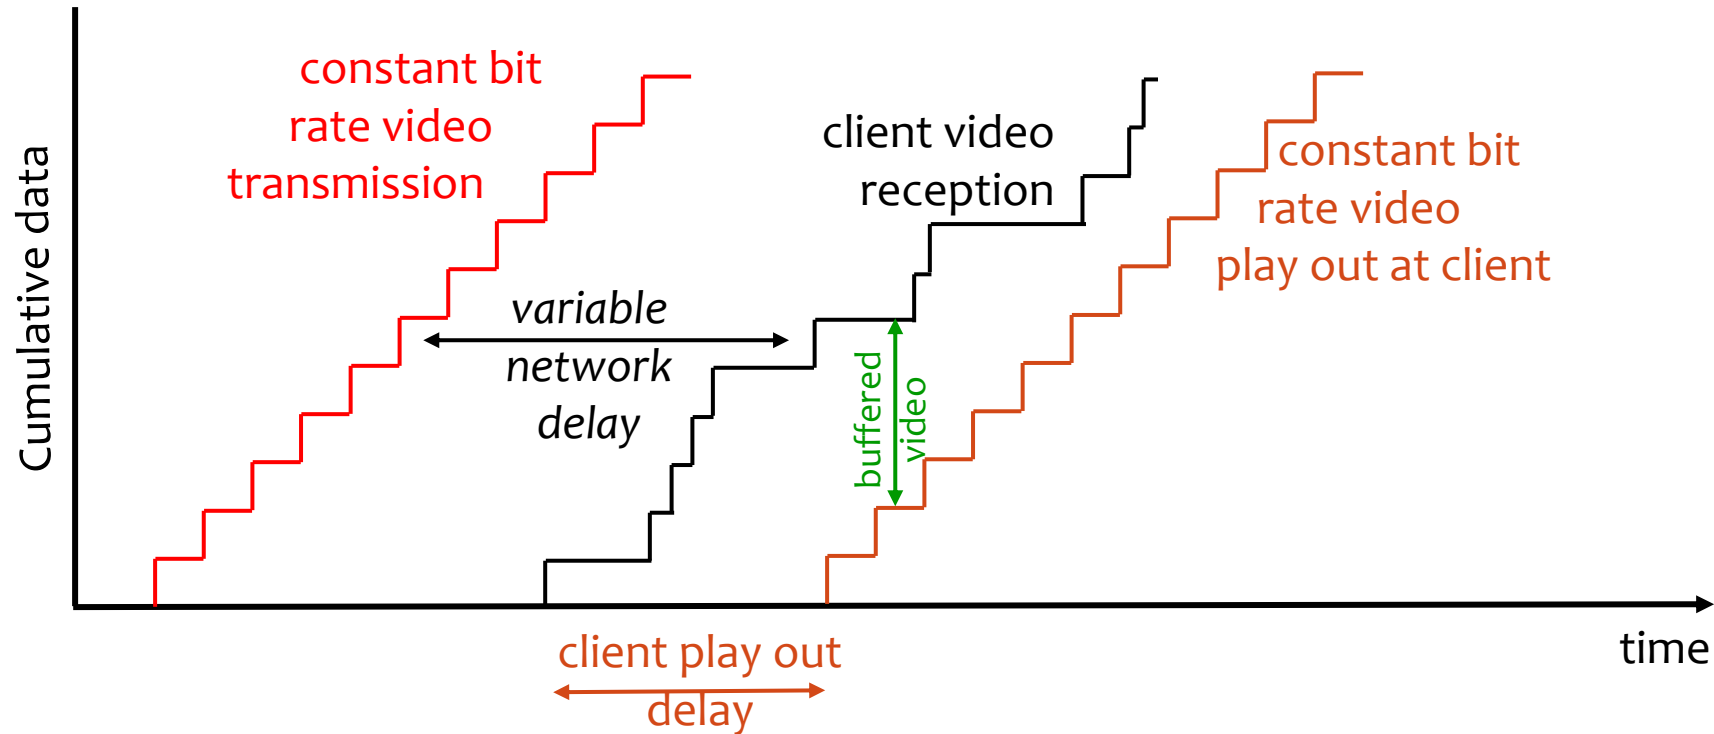 Cumulative data
constant bit
rate video
transmission
variable
network
delay
client video
reception
buffered
video
constant bit
rate video
play out at client
client play out
delay
time